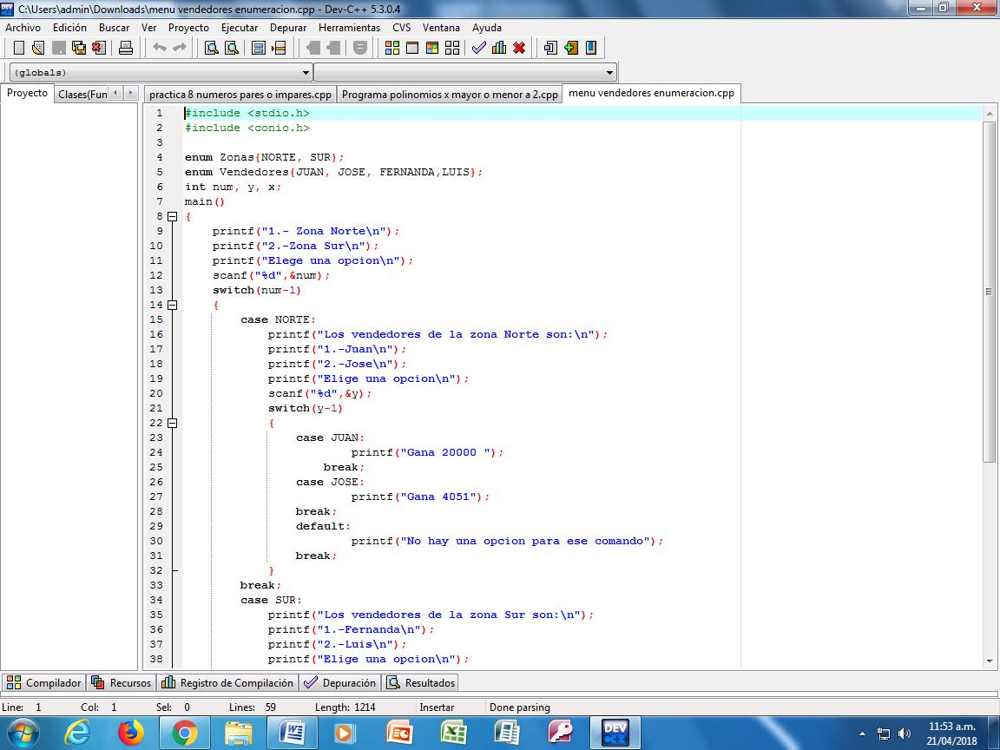 C:\Users\admin\Downloads\menu vendedores enumeracion.cpp - Dev-C++ 5.3.0.4
Archivo Edición Buscar Ver Proyecto Ejecutar Depurar Herramientas CVS Ventana Ayuda
(globals)
Proyecto Clases(Fun practica 8 numeros pares o impares.cpp Programa polinomios x mayor o menor a 2.cpp menu vendedores enumeracion.cpp
1 #include <stdio.h>
2 #include <conio.h>
3
4 enum Zonas{NORTE, SUR};
5 enum Vendedores{JUAN, JOSE, FERNANDA,LUIS};
6 int num, y, x;
7 main()
8 {
9 printf("1.- Zona Norte\n");
10 printf("2.-Zona Sur\n");
11 printf("Elege una opcion\n");
12 scanf("%d",&num);
13 switch(num-1)
14 {
15 case NORTE:
16 printf("Los vendedores de la zona Norte son:\n");
17 printf("1.-Juan\n");
18 printf("2.-Jose\n");
19 printf("Elige una opcion\n");
20 scanf("%d",&y);
21 switch(y-1)
22 {
23 case JUAN:
24 printf("Gana 20000 ");
25 break;
26 case JOSE:
27 printf("Gana 4051");
28 break;
29 default:
30 printf("No hay una opcion para ese comando");
31 break;
32 }
33 break;
34 case SUR:
35 printf("Los vendedores de la zona Sur son:\n");
36 printf("1.-Fernanda\n");
37 printf("2.-Luis\n");
38 printf("Elige una opcion\n");
Compilador Recursos Registro de Compilación Depuración Resultados
Line: 1 Col: 1 Sel: 0 Lines: 59 Length: 1214 Insertar Done parsing
DEV C++
11:53 a.m.
21/04/2018